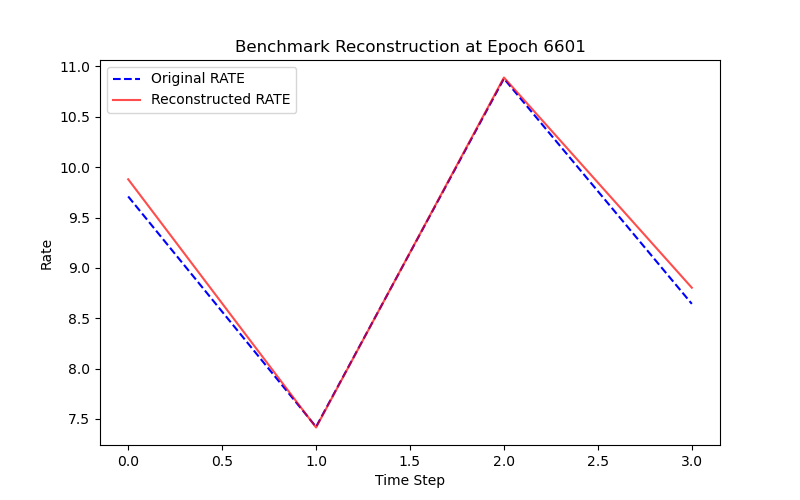 Benchmark Reconstruction at Epoch 6601
Original RATE
Reconstructed RATE
11.0
10.5
10.0
9.5
9.0
8.5
8.0
7.5
Rate
0.0 0.5 1.0 1.5 2.0 2.5 3.0
Time Step